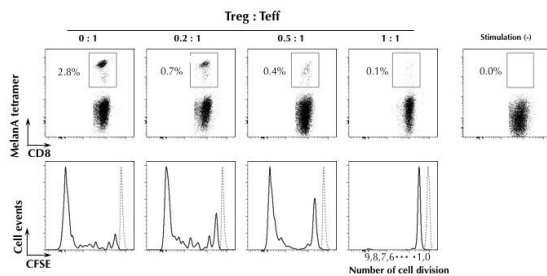 Treg : Teff
0 : 1
0.2 : 1
0.5 : 1
1 : 1
Stimulation (-)
MelanA tetramer
2.8%
0.7%
0.4%
0.1%
0.0%
CD8
Cell events
CFSE
9,8,7,6・・・・1,0
Number of cell division